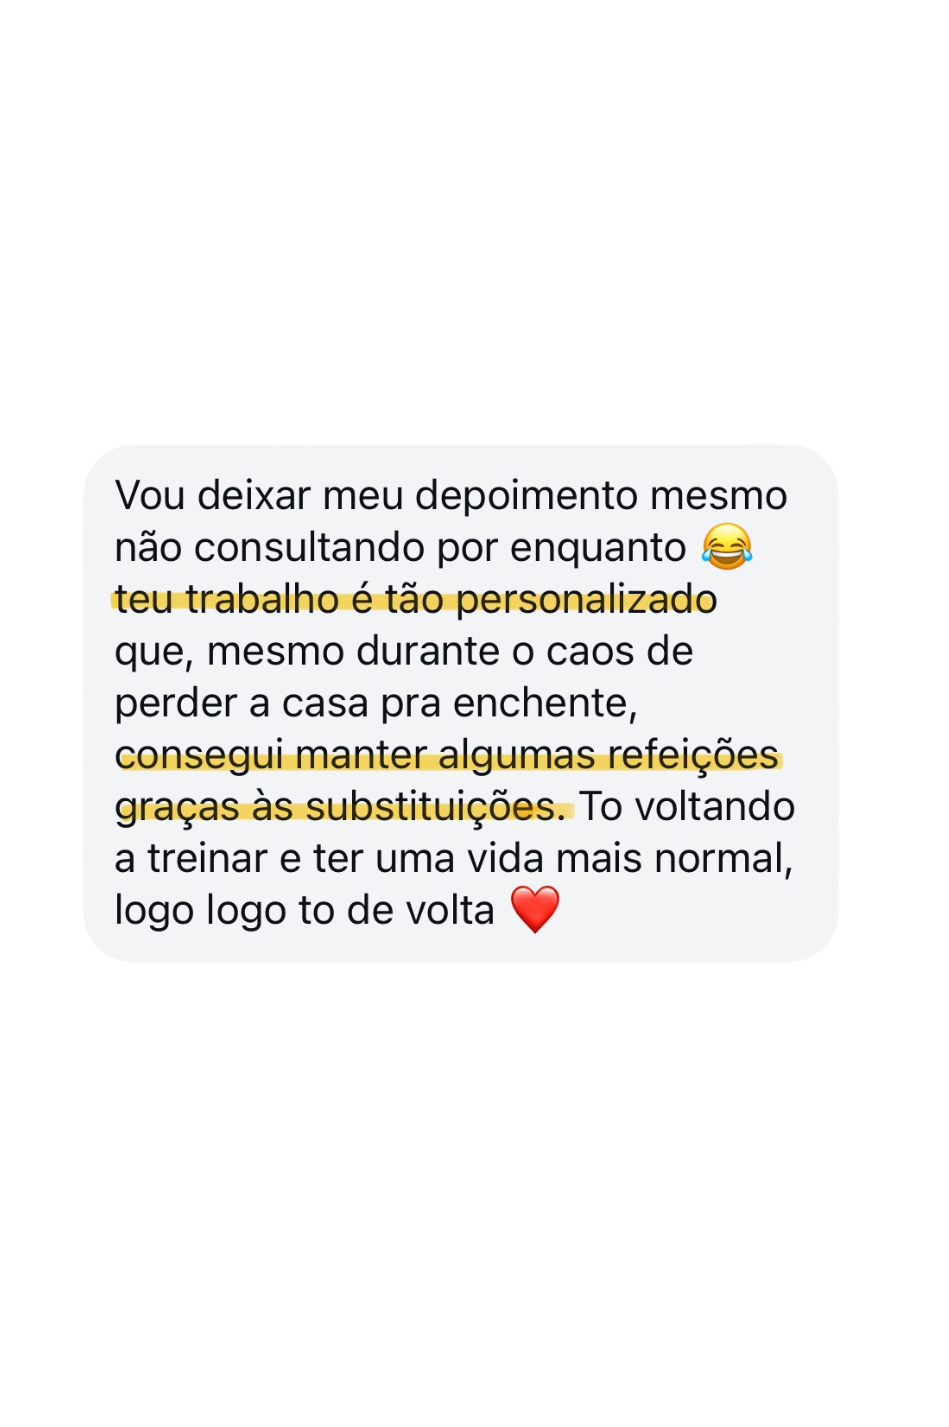 Vou deixar meu depoimento mesmo
não consultando por enquanto 😂
teu trabalho é tão personalizado
que, mesmo durante o caos de
perder a casa pra enchente,
consegui manter algumas refeições
graças às substituições. To voltando
a treinar e ter uma vida mais normal,
logo logo to de volta ❤️